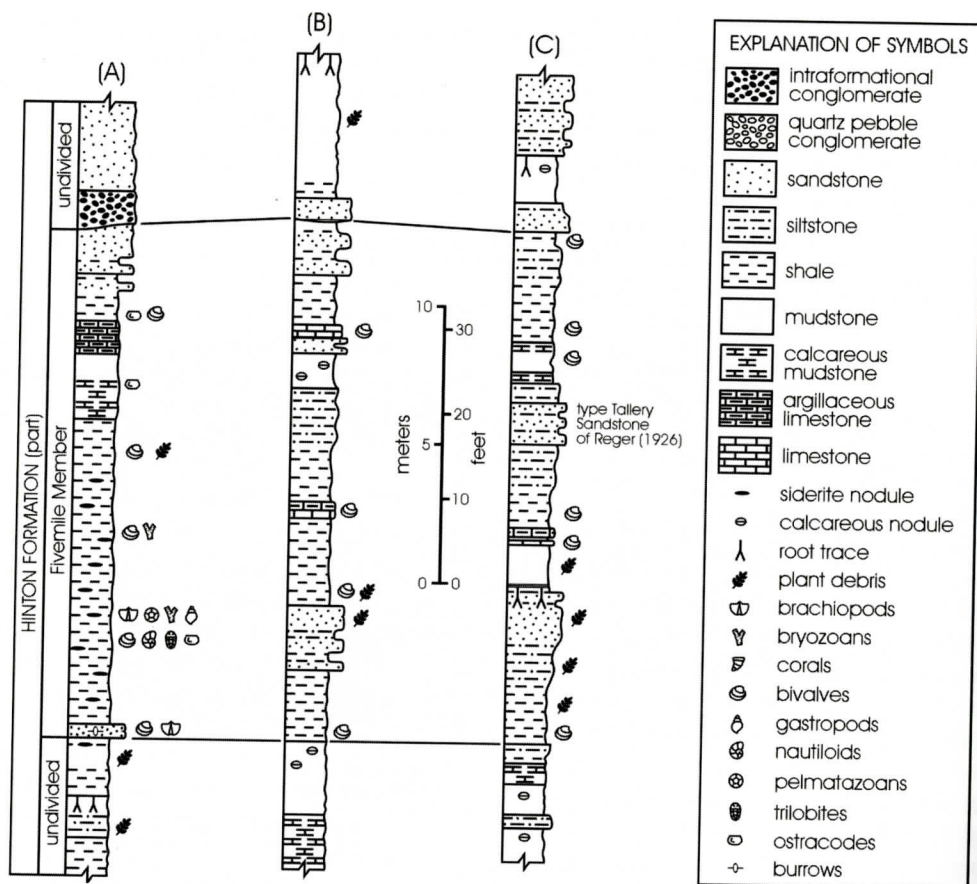 (A)
(B)
(C)
HINTON FORMATION (part)
undivided
Fivemile Member
undivided
10
5
0
meters
30
20
10
0
feet
type Tallery
Sandstone
of Reger (1926)
EXPLANATION OF SYMBOLS
intraformational
conglomerate
quartz pebble
conglomerate
sandstone
siltstone
shale
mudstone
calcareous
mudstone
argillaceous
limestone
limestone
siderite nodule
calcareous nodule
root trace
plant debris
brachiopods
bryozoans
corals
bivalves
gastropods
nautiloids
pelmatazoans
trilobites
ostracodes
burrows